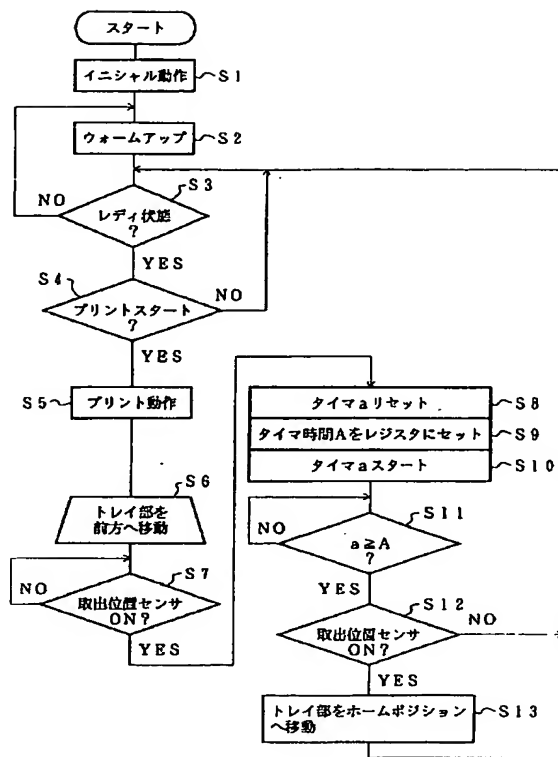 スタート
イニシャル動作
S1
ウォームアップ
S2
S3
NO
レディ状態
?
YES
S4
プリントスタート
?
NO
YES
S5
プリント動作
S6
トレイ部を
前方へ移動
S7
NO
取出位置センサ
ON?
YES
タイマaリセット
S8
タイマ時間Aをレジスタにセット
S9
タイマaスタート
S10
S11
NO
a≧A
?
YES
S12
取出位置センサ
ON?
NO
YES
トレイ部をホームポジション
へ移動
S13